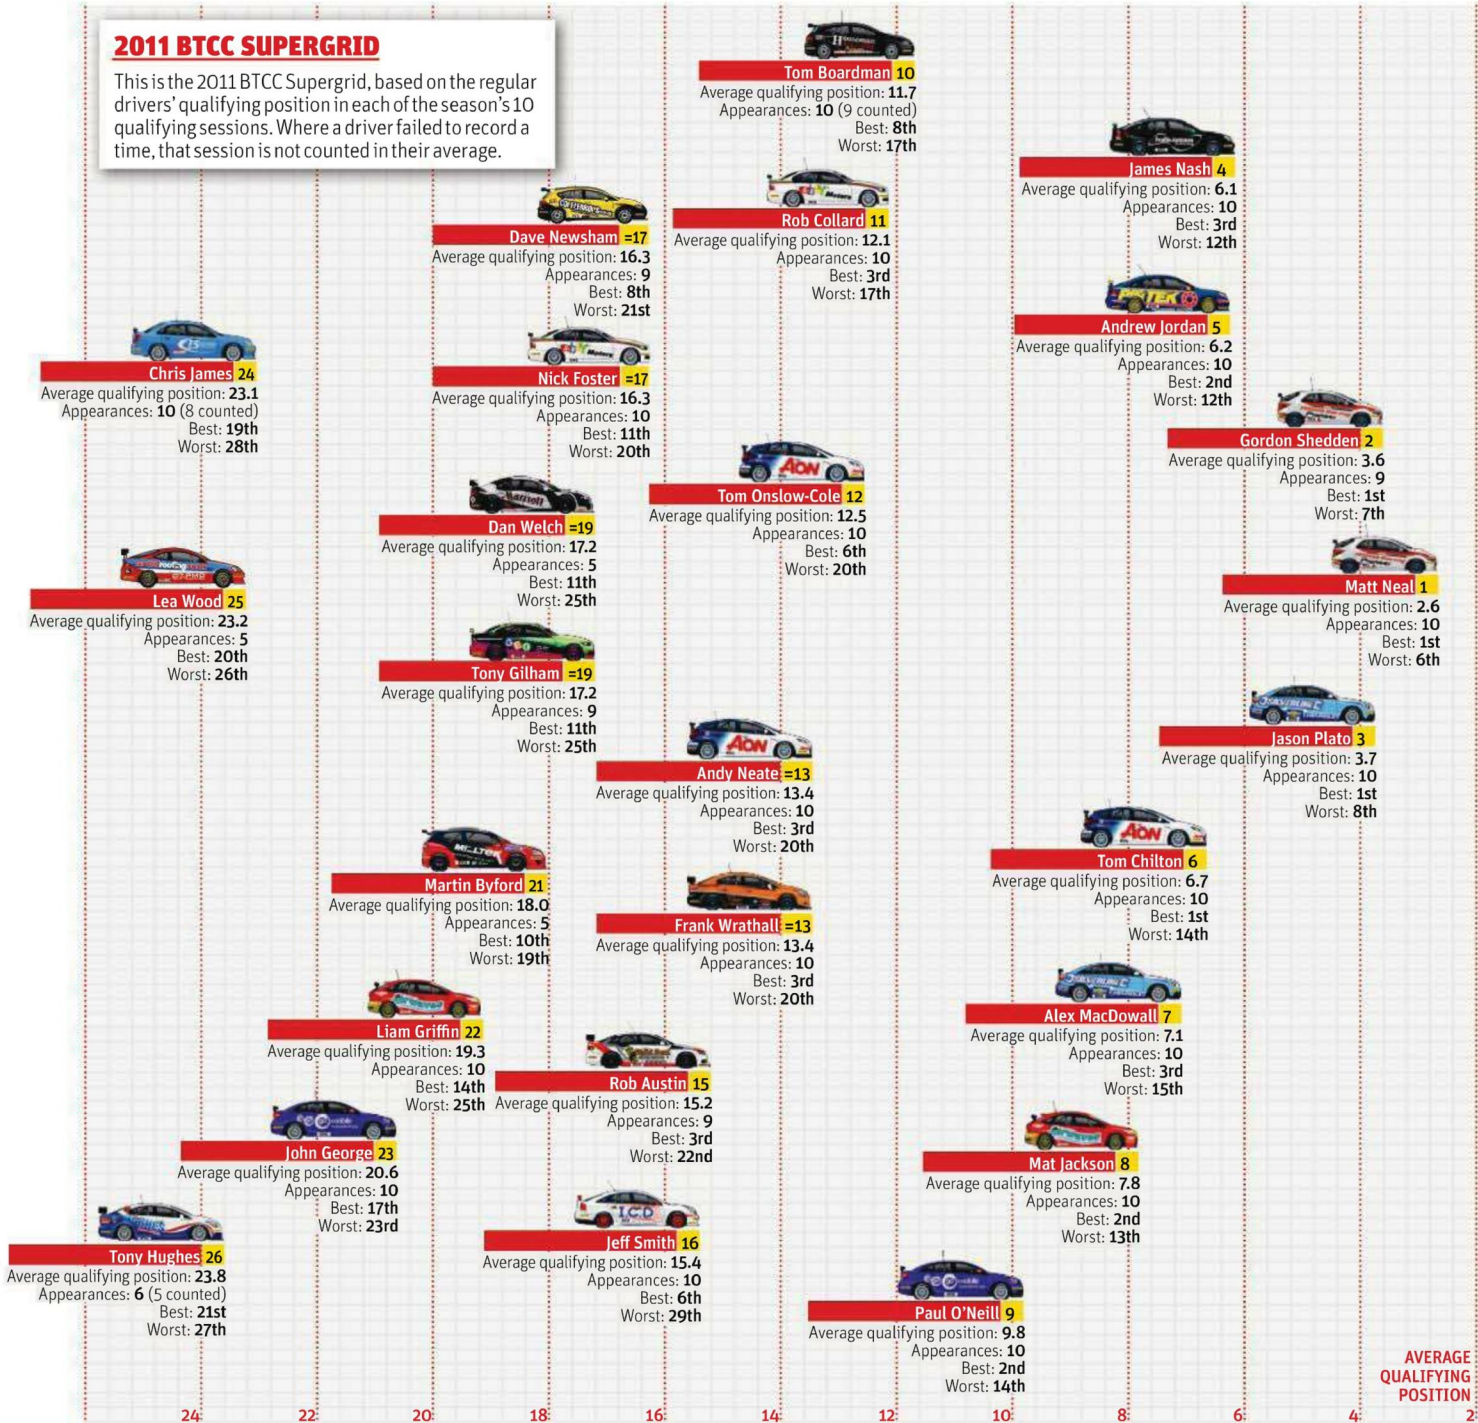 2011 BTCC SUPERGRID
This is the 2011 BTCC Supergrid, based on the regular
drivers' qualifying position in each of the season's 10
qualifying sessions. Where a driver failed to record a
time, that session is not counted in their average.
Tom Boardman 10
Average qualifying position: 11.7
Appearances: 10 (9 counted)
Best: 8th
Worst: 17th
James Nash 4
Average qualifying position: 6.1
Appearances: 10
Best: 3rd
Worst: 12th
Rob Collard 11
Average qualifying position: 12.1
Appearances: 10
Best: 3rd
Worst: 17th
Dave Newsham =17
Average qualifying position: 16.3
Appearances: 9
Best: 8th
Worst: 21st
Andrew Jordan 5
Average qualifying position: 6.2
Appearances: 10
Best: 2nd
Worst: 12th
Chris James 24
Average qualifying position: 23.1
Appearances: 10 (8 counted)
Best: 19th
Worst: 28th
Nick Foster =17
Average qualifying position: 16.3
Appearances: 10
Best: 11th
Worst: 20th
Gordon Shedden 2
Average qualifying position: 3.6
Appearances: 9
Best: 1st
Worst: 7th
AON
Tom Onslow-Cole 12
Average qualifying position: 12.5
Appearances: 10
Best: 6th
Worst: 20th
Dan Welch =19
Average qualifying position: 17.2
Appearances: 5
Best: 11th
Worst: 25th
Matt Neal 1
Average qualifying position: 2.6
Appearances: 10
Best: 1st
Worst: 6th
Lea Wood 25
Average qualifying position: 23.2
Appearances: 5
Best: 20th
Worst: 26th
Tony Gilham =19
Average qualifying position: 17.2
Appearances: 9
Best: 11th
Worst: 25th
Jason Plato 3
Average qualifying position: 3.7
Appearances: 10
Best: 1st
Worst: 8th
AON
Andy Neate =13
Average qualifying position: 13.4
Appearances: 10
Best: 3rd
Worst: 20th
AON
Tom Chilton 6
Average qualifying position: 6.7
Appearances: 10
Best: 1st
Worst: 14th
Martin Byford 21
Average qualifying position: 18.0
Appearances: 5
Best: 10th
Worst: 19th
Frank Wrathall =13
Average qualifying position: 13.4
Appearances: 10
Best: 3rd
Worst: 20th
Alex MacDowall 7
Average qualifying position: 7.1
Appearances: 10
Best: 3rd
Worst: 15th
Liam Griffin 22
Average qualifying position: 19.3
Appearances: 10
Best: 14th
Worst: 25th
Rob Austin 15
Average qualifying position: 15.2
Appearances: 9
Best: 3rd
Worst: 22nd
John George 23
Average qualifying position: 20.6
Appearances: 10
Best: 17th
Worst: 23rd
Mat Jackson 8
Average qualifying position: 7.8
Appearances: 10
Best: 2nd
Worst: 13th
Tony Hughes 26
Average qualifying position: 23.8
Appearances: 6 (5 counted)
Best: 21st
Worst: 27th
Jeff Smith 16
Average qualifying position: 15.4
Appearances: 10
Best: 6th
Worst: 29th
Paul O'Neill 9
Average qualifying position: 9.8
Appearances: 10
Best: 2nd
Worst: 14th
AVERAGE
QUALIFYING
POSITION
24 22 20 18 16 14 12 10 8 6 4 2